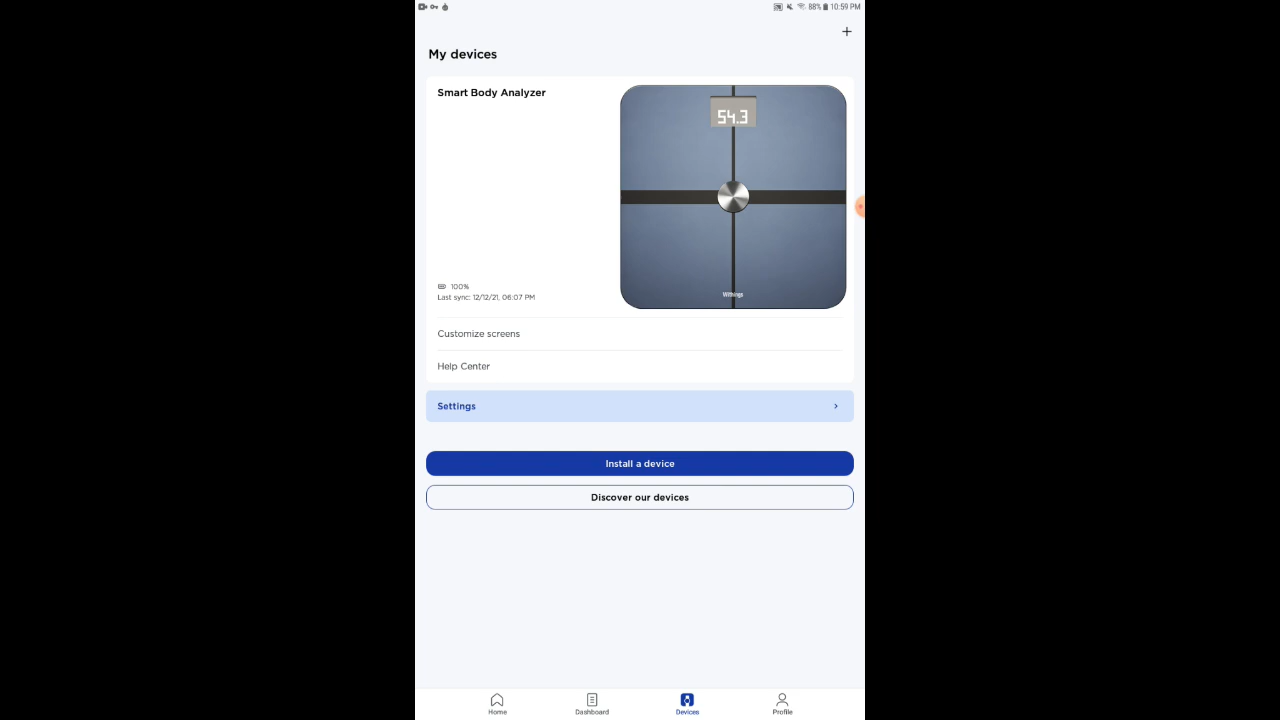 88% 10:59 PM
My devices
Smart Body Analyzer
54.3
Withings
100%
Last sync: 12/12/21, 06:07 PM
Customize screens
Help Center
Settings
Install a device
Discover our devices
Home Dashboard Devices Profile